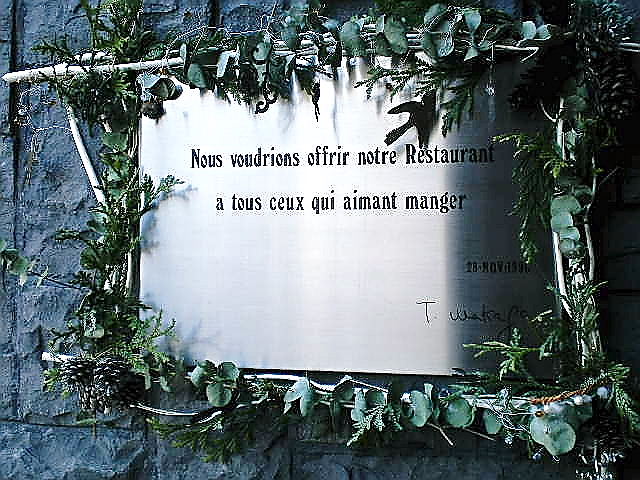 Nous voudrions offrir notre Restaurant
a tous ceux qui aimant manger
T.